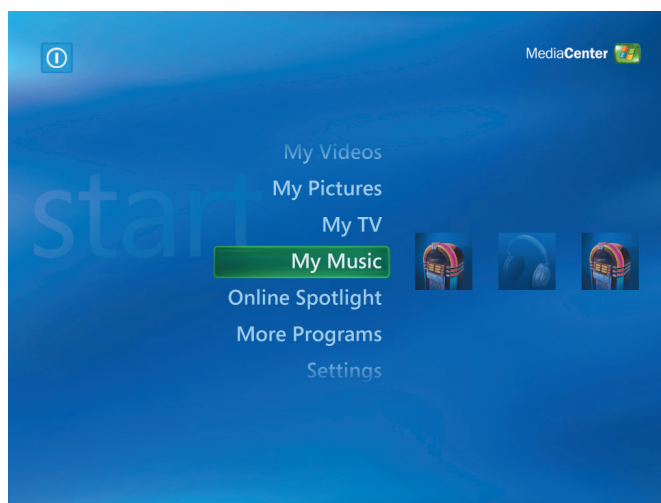 MediaCenter
start
My Videos
My Pictures
My TV
My Music
Online Spotlight
More Programs
Settings